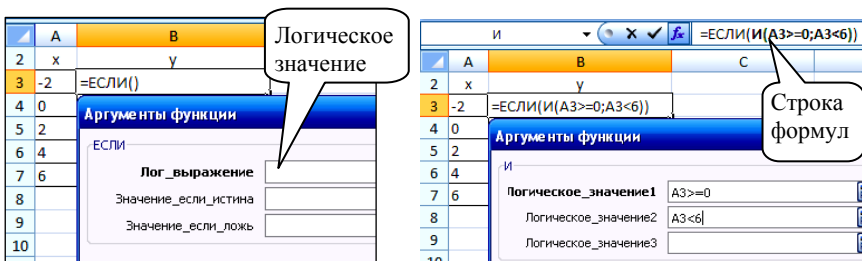 A B
2 x y
3 -2 =ЕСЛИ()
4 0
5 2
6 4
7 6
8
9
10
Аргументы функции
ЕСЛИ
Лог_выражение
Значение_если_истина
Значение_если_ложь
Логическое
значение
И fx =ЕСЛИ(И(A3>=0;A3<6))
A B C
2 x y
3 -2 =ЕСЛИ(И(A3>=0;A3<6))
4 0
5 2
6 4
7 6
8
9
10
Аргументы функции
И
Логическое_значение1 A3>=0
Логическое_значение2 A3<6
Логическое_значение3
Строка
формул